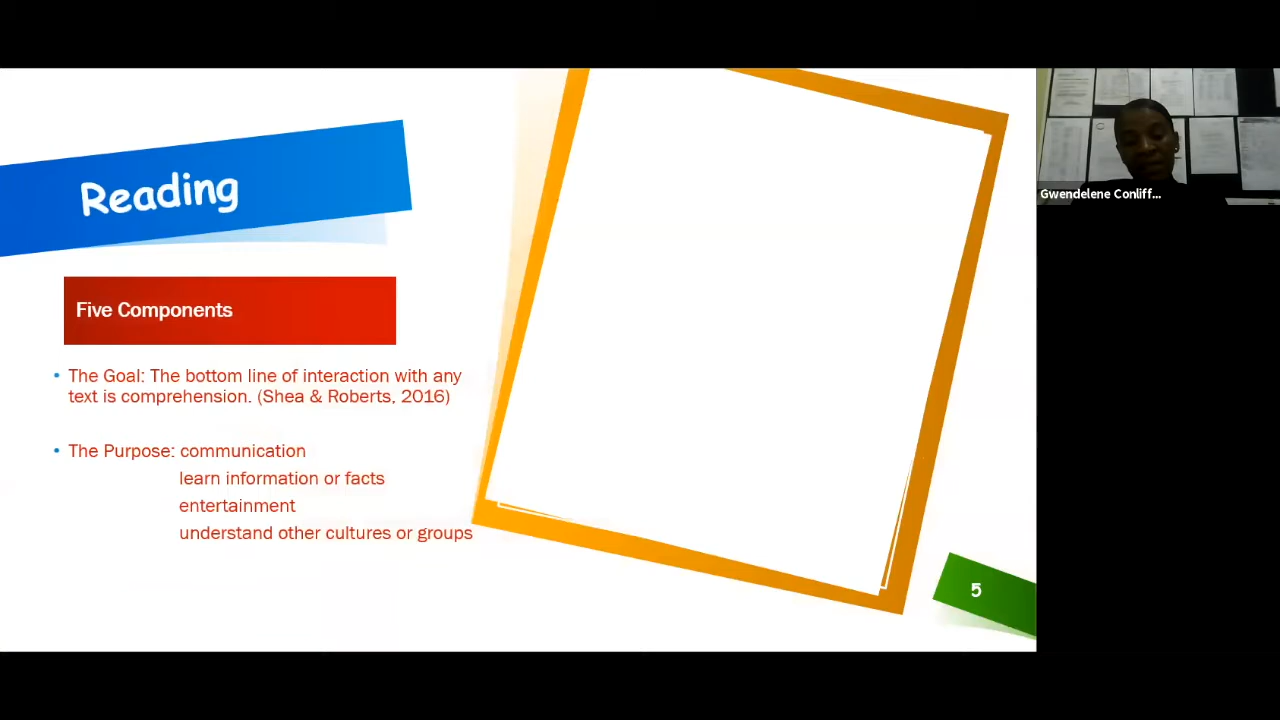 Reading
Five Components
• The Goal: The bottom line of interaction with any
text is comprehension. (Shea & Roberts, 2016)
• The Purpose: communication
learn information or facts
entertainment
understand other cultures or groups
5
Gwendelene Conliff...